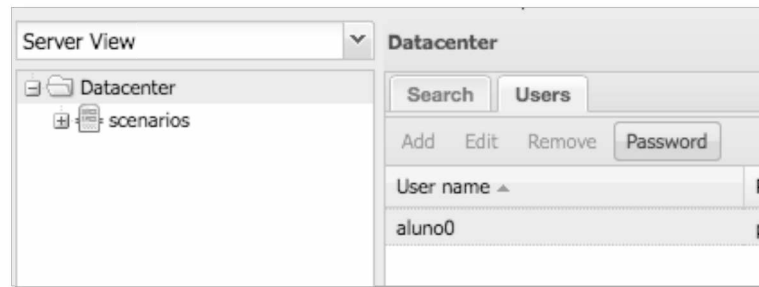 Server View
Datacenter
scenarios
Datacenter
Search Users
Add Edit Remove Password
User name
aluno0